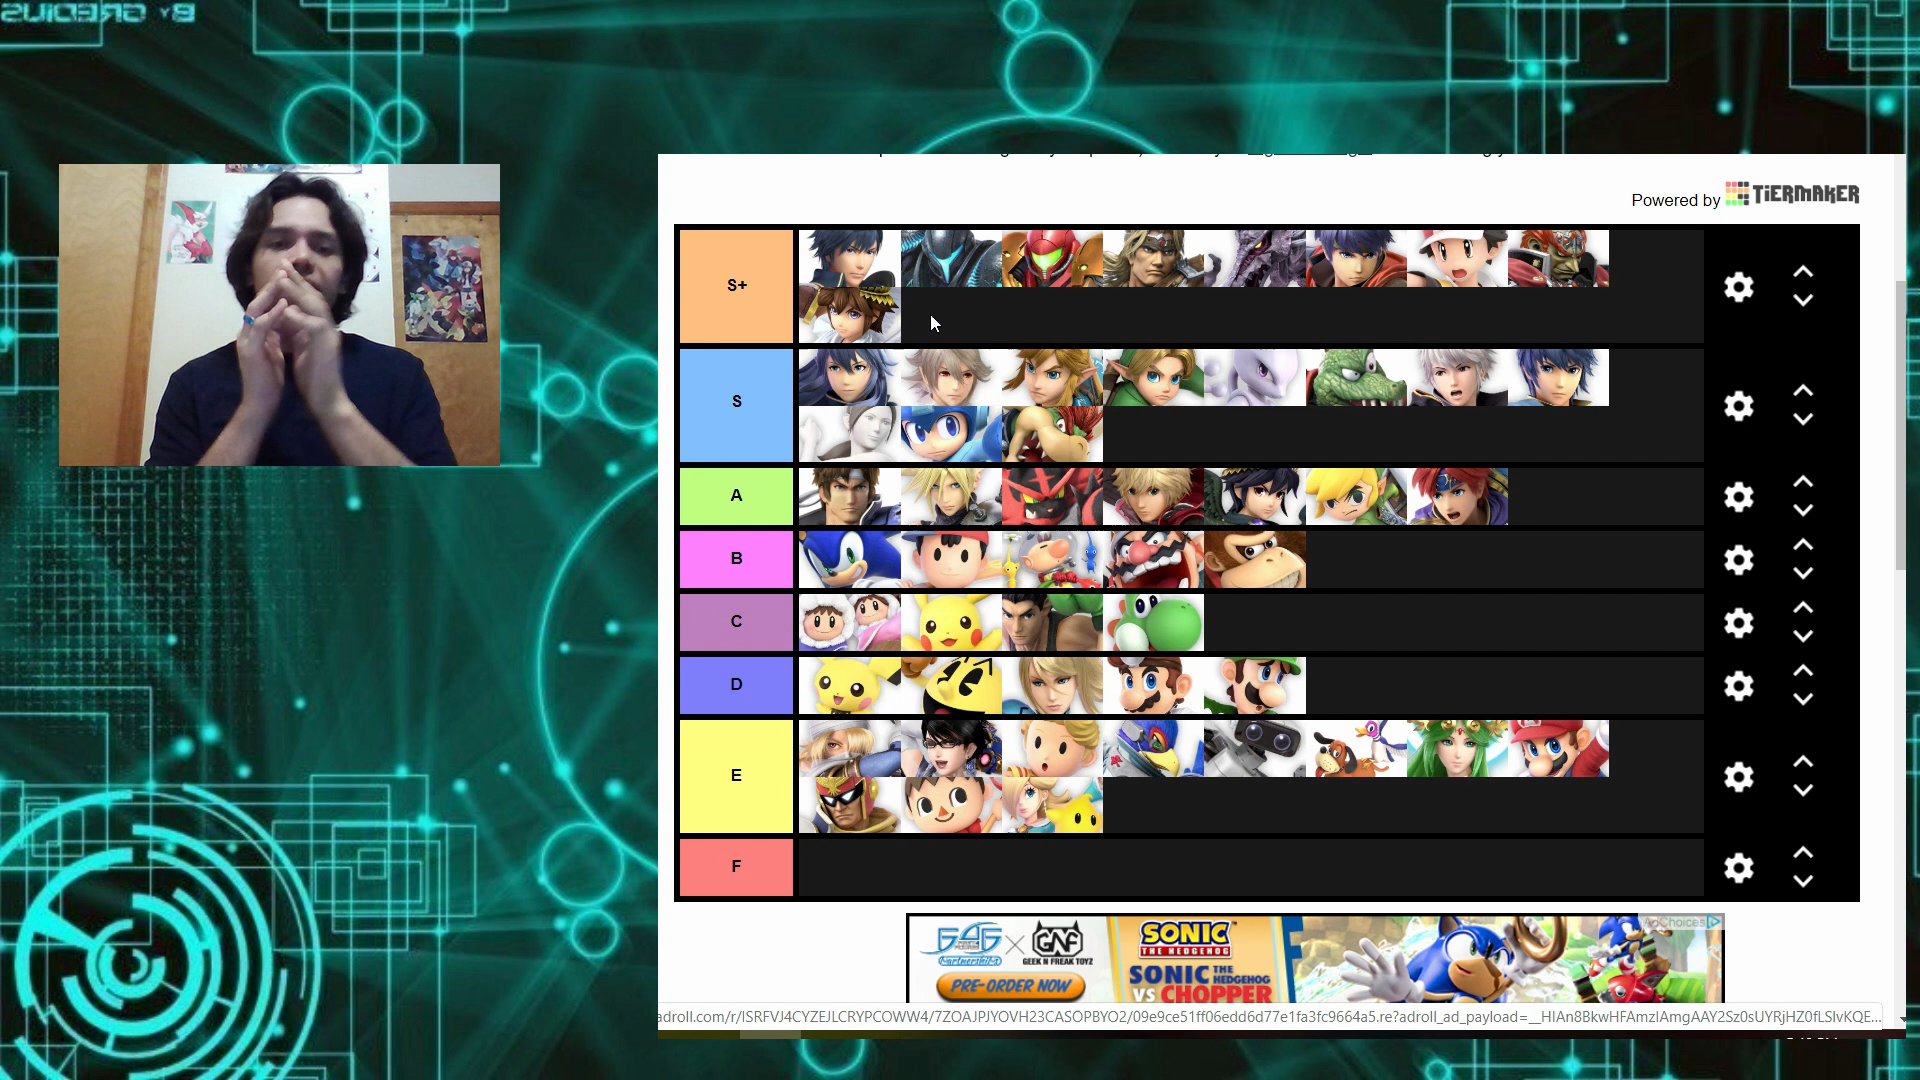 Powered by TiERMAKER
S+
S
A
B
C
D
E
F
AdChoices
GEEK N FREAK TOYZ
PRE-ORDER NOW
SONIC
THE HEDGEHOG
SONIC THE HEDGEHOG
VS CHOPPER
adroll.com/r/ISRFVJ4CYZEJLCRYPCOWW4/7ZOAJPJYOVH23CASOPBYO2/09e9ce51ff06edd6d77e1fa3fc9664a5.re?adroll_ad_payload=__HIAn8BkwHFAmzIAmgAAY2Sz0sUYRjHZ0fLSIvKQE...